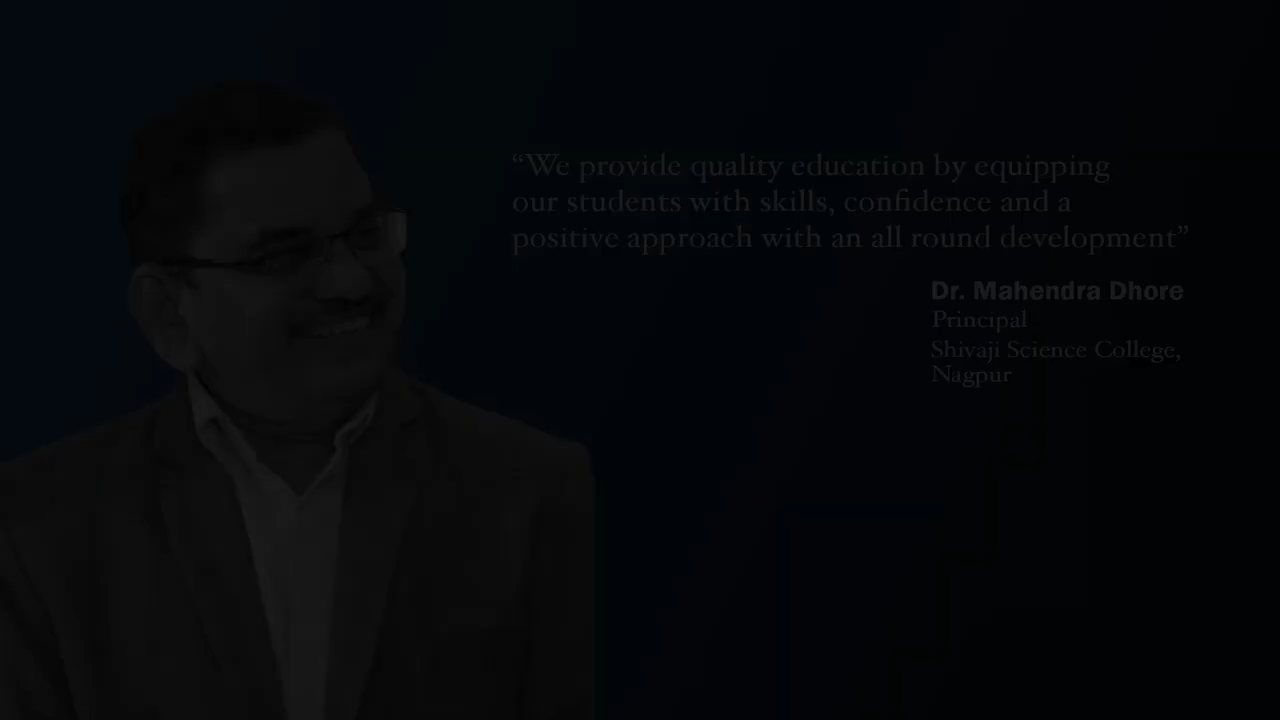 “We provide quality education by equipping
our students with skills, confidence and a
positive approach with an all round development”
Dr. Mahendra Dhore
Principal
Shivaji Science College,
Nagpur